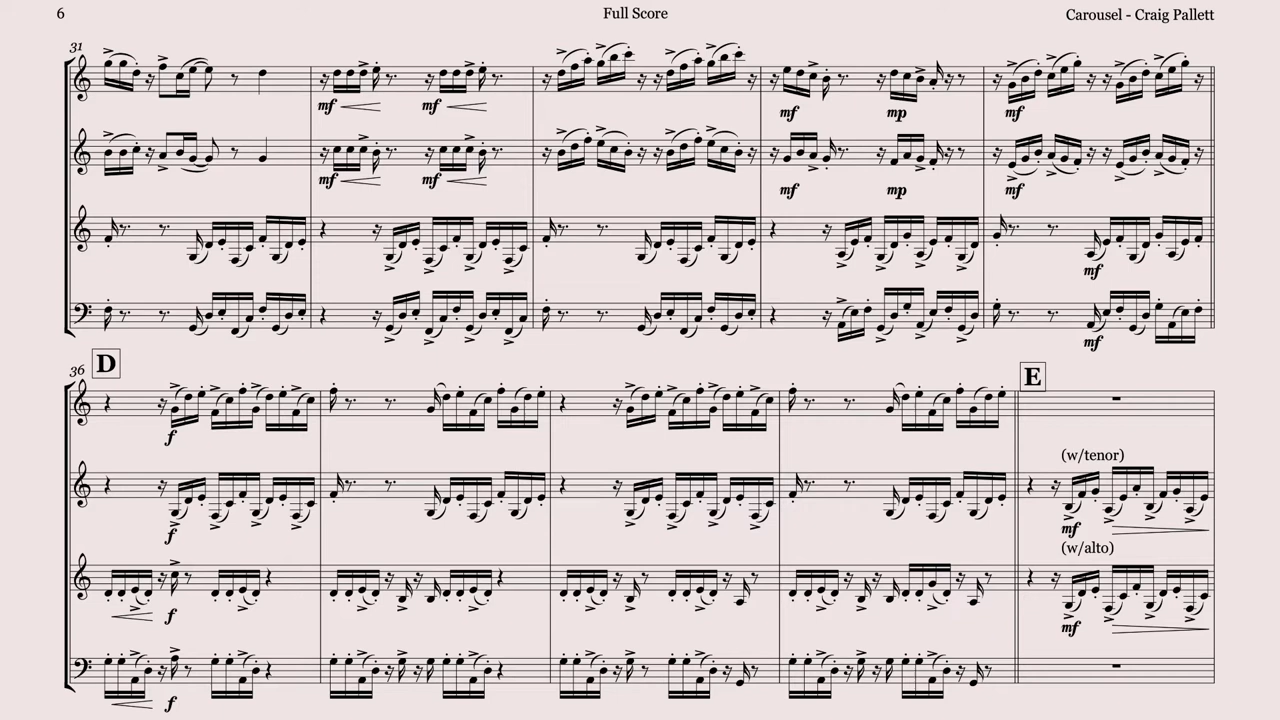 6
Full Score
Carousel - Craig Pallett
31
mf
mf
mf
mp
mf
mf
mf
mf
mp
mf
mf
mf
D
36
E
f
(w/tenor)
f
mf
(w/alto)
f
mf
f